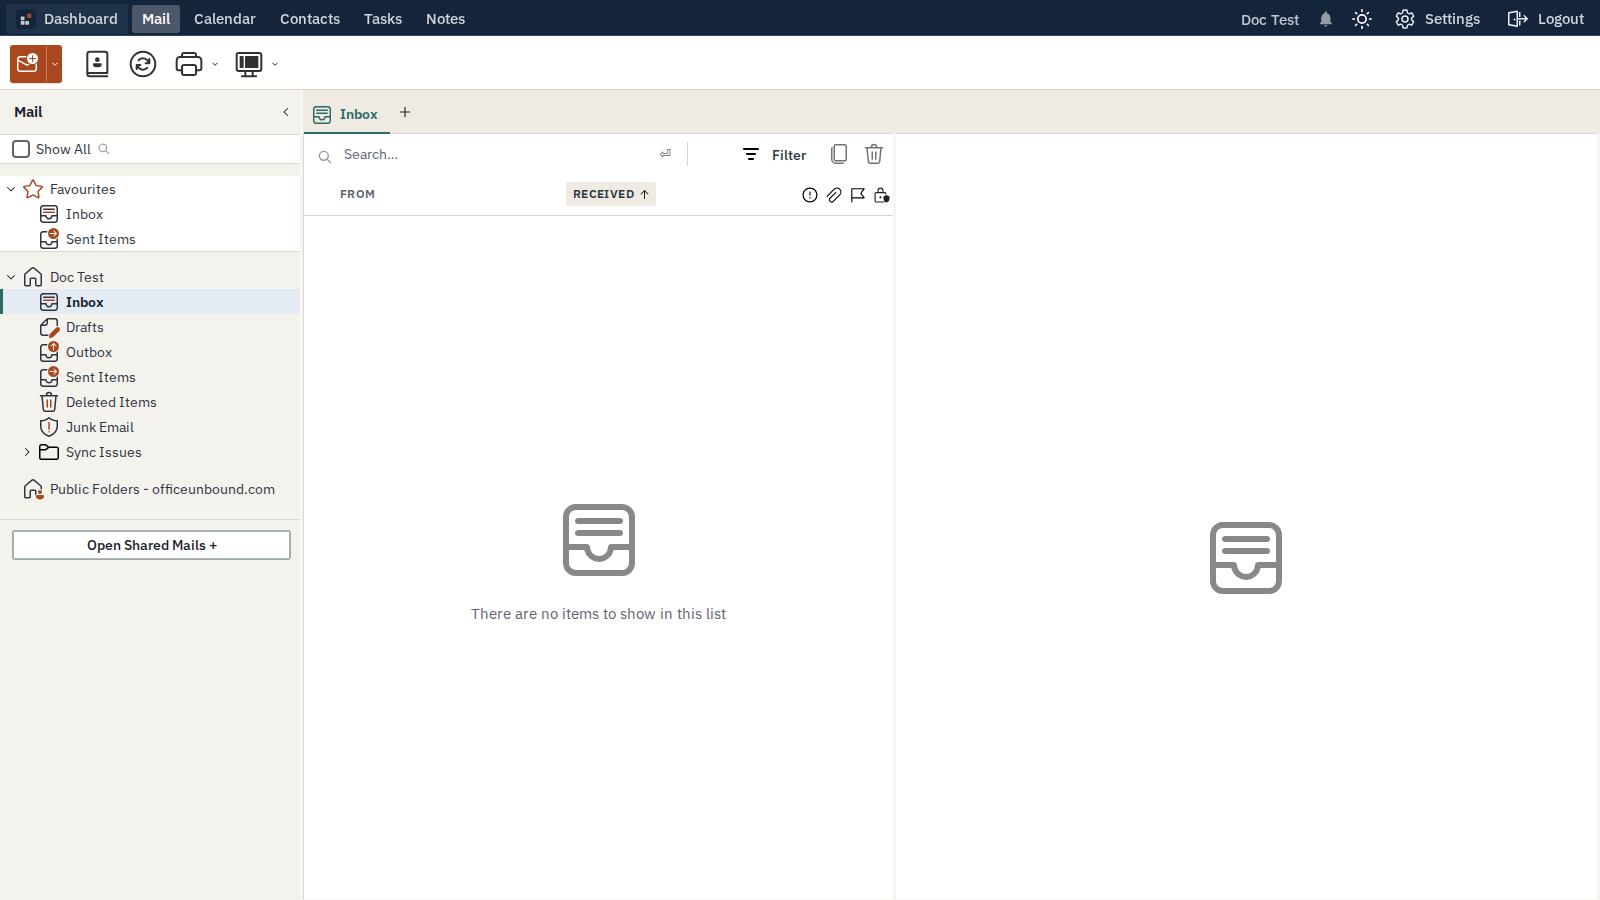 Dashboard
Mail
Calendar
Contacts
Tasks
Notes
Doc Test
Settings
Logout
Mail
Show All
Favourites
Inbox
Sent Items
Doc Test
Inbox
Drafts
Outbox
Sent Items
Deleted Items
Junk Email
Sync Issues
Public Folders - officeunbound.com
Open Shared Mails +
Inbox
Search...
Filter
FROM
RECEIVED
There are no items to show in this list